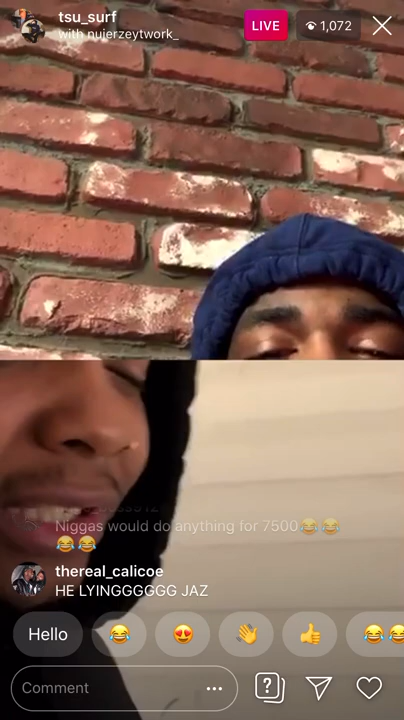 tsu_surf
with nujerzeytwork_
LIVE
1,072
Niggas would do anything for 7500😂😂
😂😂
thereal_calicoe
HE LYINGGGGGG JAZ
Hello
😂
😍
👋
👍
😂😂
Comment